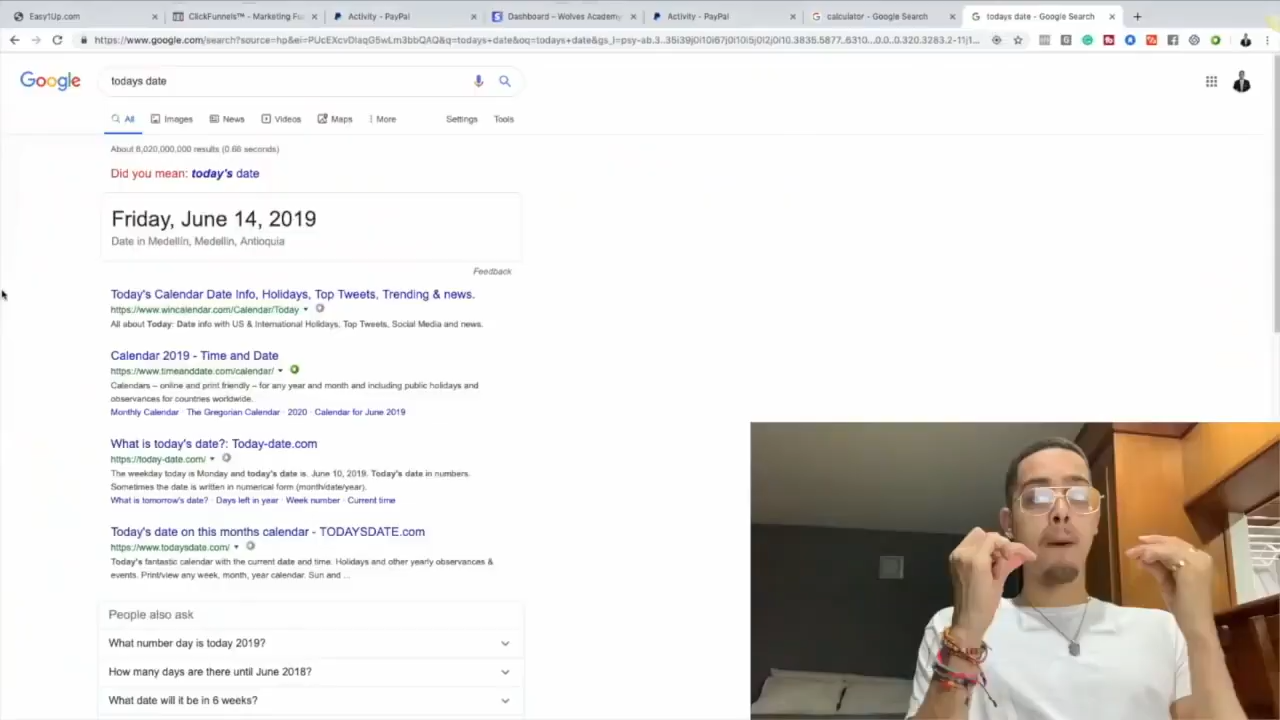 Easy1Up.com
ClickFunnels™ - Marketing Fu
Activity - PayPal
Dashboard – Wolves Academy
Activity - PayPal
calculator - Google Search
todays date - Google Search
Google
todays date
All
Images
News
Videos
Maps
More
Settings
Tools
About 6,020,000,000 results (0.68 seconds)
Did you mean: today's date
Friday, June 14, 2019
Date in Medellín, Medellin, Antioquia
Feedback
Today's Calendar Date Info, Holidays, Top Tweets, Trending & news.
https://www.wincalendar.com/Calendar/Today
All about Today: Date info with US & International Holidays, Top Tweets, Social Media and news.
Calendar 2019 - Time and Date
https://www.timeanddate.com/calendar/
Calendars – online and print friendly – for any year and month and including public holidays and
observances for countries worldwide.
Monthly Calendar · The Gregorian Calendar · 2020 · Calendar for June 2019
What is today's date?: Today-date.com
https://today-date.com/
The weekday today is Monday and today's date is. June 10, 2019. Today's date in numbers.
Sometimes the date is written in numerical form (month/date/year).
What is tomorrow's date? · Days left in year · Week number · Current time
Today's date on this months calendar - TODAYSDATE.com
https://www.todaysdate.com/
Today's fantastic calendar with the current date and time. Holidays and other yearly observances &
events. Print/view any week, month, year calendar. Sun and ...
People also ask
What number day is today 2019?
How many days are there until June 2018?
What date will it be in 6 weeks?